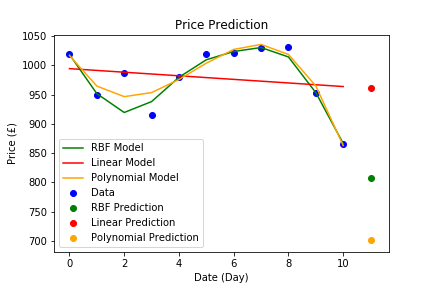 Price Prediction
1050
1000
950
900
850
800
750
700
Price (£)
RBF Model
Linear Model
Polynomial Model
Data
RBF Prediction
Linear Prediction
Polynomial Prediction
0 2 4 6 8 10
Date (Day)